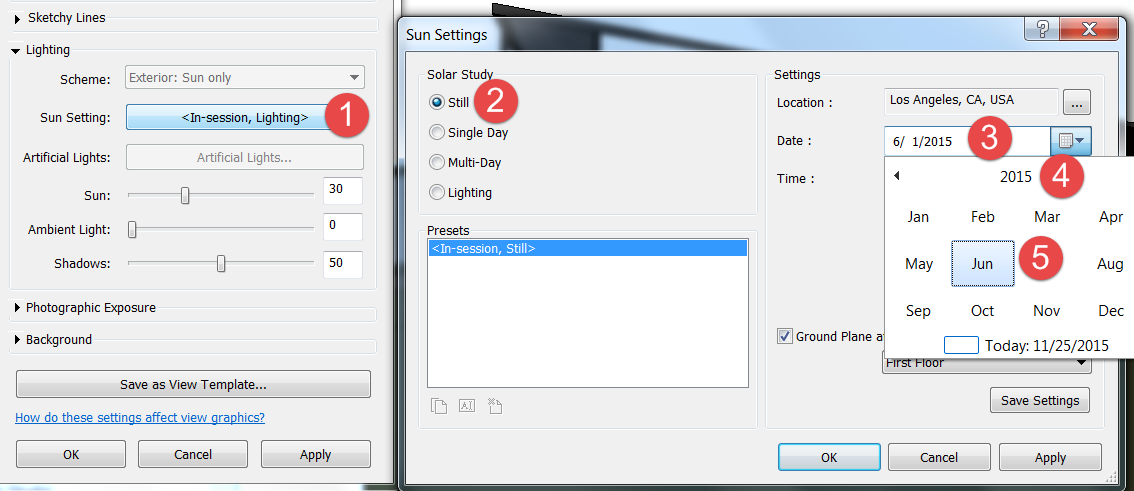 Sketchy Lines
Lighting
Scheme: Exterior: Sun only
Sun Setting: <In-session, Lighting> 1
Artificial Lights: Artificial Lights...
Sun: 30
Ambient Light: 0
Shadows: 50
Photographic Exposure
Background
Save as View Template...
How do these settings affect view graphics?
OK Cancel Apply
Sun Settings
Solar Study
Still 2
Single Day
Multi-Day
Lighting
Presets
<In-session, Still>
Settings
Location : Los Angeles, CA, USA ...
Date : 6/ 1/2015 3
Time :
2015 4
Jan Feb Mar Apr
May Jun 5 Aug
Sep Oct Nov Dec
Today: 11/25/2015
Ground Plane a
First Floor
Save Settings
OK Cancel Apply